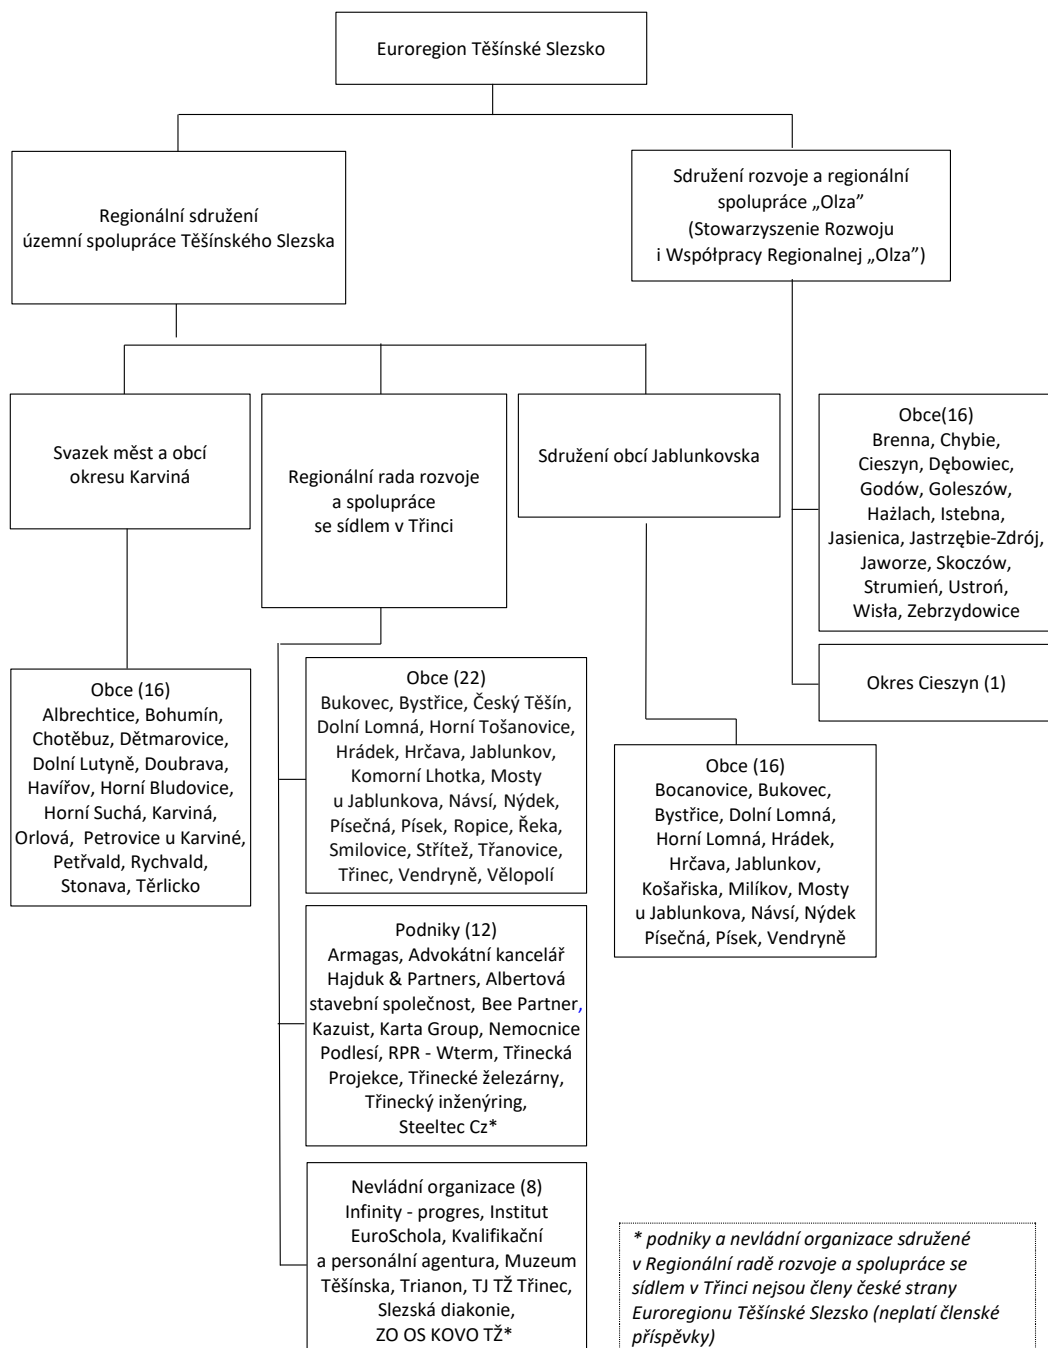 Euroregion Těšínské Slezsko
Regionální sdružení
územní spolupráce Těšínského Slezska
Sdružení rozvoje a regionální
spolupráce „Olza”
(Stowarzyszenie Rozwoju
i Współpracy Regionalnej „Olza”)
Svazek měst a obcí
okresu Karviná
Regionální rada rozvoje
a spolupráce
se sídlem v Třinci
Sdružení obcí Jablunkovska
Obce(16)
Brenna, Chybie,
Cieszyn, Dębowiec,
Godów, Goleszów,
Hażlach, Istebna,
Jasienica, Jastrzębie-Zdrój,
Jaworze, Skoczów,
Strumień, Ustroń,
Wisła, Zebrzydowice
Okres Cieszyn (1)
Obce (16)
Albrechtice, Bohumín,
Chotěbuz, Dětmarovice,
Dolní Lutyně, Doubrava,
Havířov, Horní Bludovice,
Horní Suchá, Karviná,
Orlová, Petrovice u Karviné,
Petřvald, Rychvald,
Stonava, Těrlicko
Obce (22)
Bukovec, Bystřice, Český Těšín,
Dolní Lomná, Horní Tošanovice,
Hrádek, Hrčava, Jablunkov,
Komorní Lhotka, Mosty
u Jablunkova, Návsí, Nýdek,
Písečná, Písek, Ropice, Řeka,
Smilovice, Střítež, Třanovice,
Třinec, Vendryně, Vělopolí
Obce (16)
Bocanovice, Bukovec,
Bystřice, Dolní Lomná,
Horní Lomná, Hrádek,
Hrčava, Jablunkov,
Košařiska, Milíkov, Mosty
u Jablunkova, Návsí, Nýdek
Písečná, Písek, Vendryně
Podniky (12)
Armagas, Advokátní kancelář
Hajduk & Partners, Albertová
stavební společnost, Bee Partner,
Kazuist, Karta Group, Nemocnice
Podlesí, RPR - Wterm, Třinecká
Projekce, Třinecké železárny,
Třinecký inženýring,
Steeltec Cz*
Nevládní organizace (8)
Infinity - progres, Institut
EuroSchola, Kvalifikační
a personální agentura, Muzeum
Těšínska, Trianon, TJ TŽ Třinec,
Slezská diakonie,
ZO OS KOVO TŽ*
* podniky a nevládní organizace sdružené
v Regionální radě rozvoje a spolupráce se
sídlem v Třinci nejsou členy české strany
Euroregionu Těšínské Slezsko (neplatí členské
příspěvky)